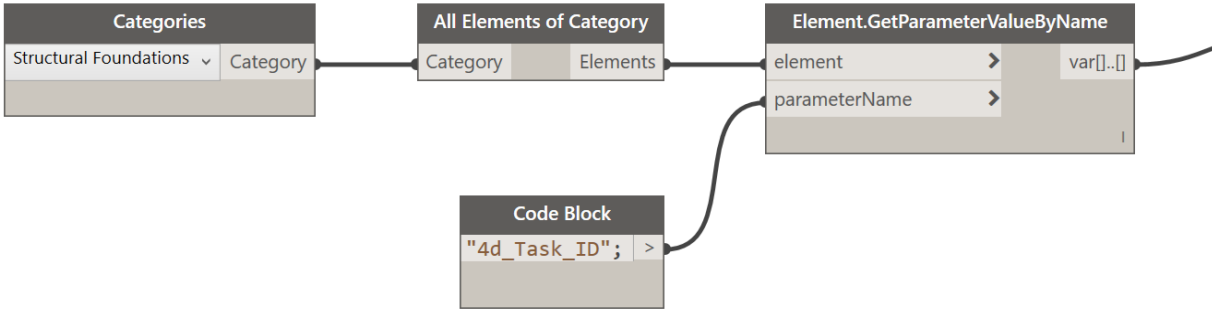 Categories
Structural Foundations
Category
All Elements of Category
Category
Elements
Element.GetParameterValueByName
element >
var[]..[]
parameterName >
l
Code Block
"4d_Task_ID"; >